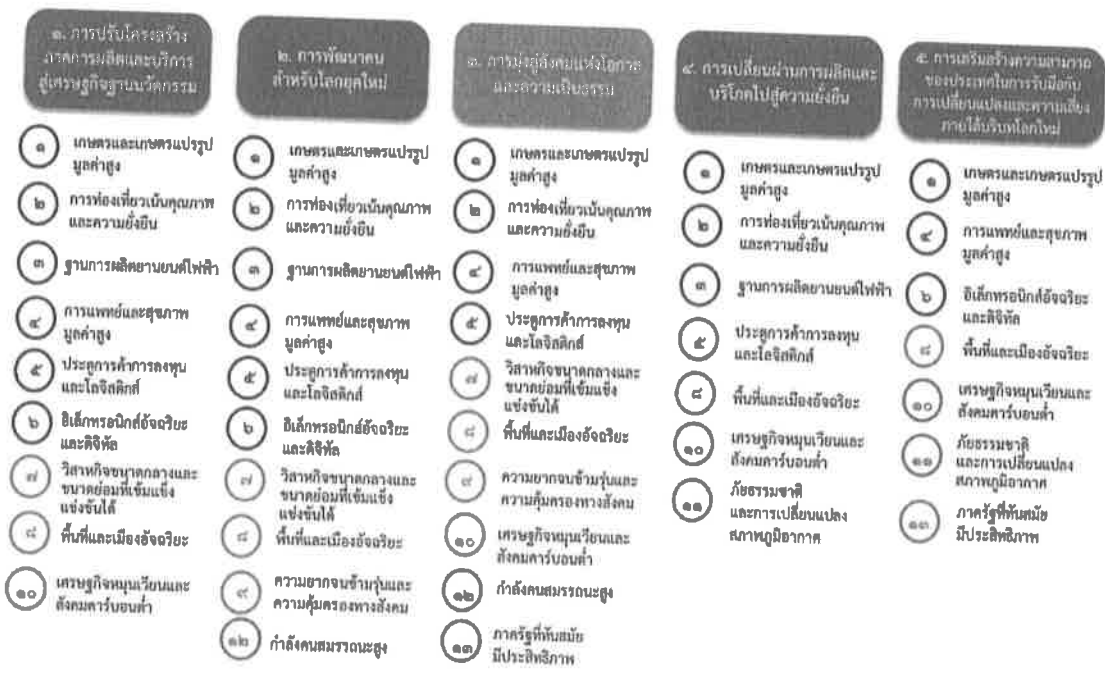 ๑. การปรับโครงสร้าง
ภาคการผลิตและบริการ
สู่เศรษฐกิจฐานนวัตกรรม
๑
เกษตรและเกษตรแปรรูป
มูลค่าสูง
๒
การท่องเที่ยวเน้นคุณภาพ
และความยั่งยืน
๓
ฐานการผลิตยานยนต์ไฟฟ้า
๔
การแพทย์และสุขภาพ
มูลค่าสูง
๕
ประตูการค้าการลงทุน
และโลจิสติกส์
๖
อิเล็กทรอนิกส์อัจฉริยะ
และดิจิทัล
๗
วิสาหกิจขนาดกลางและ
ขนาดย่อมที่เข้มแข็ง
แข่งขันได้
๘
พื้นที่และเมืองอัจฉริยะ
๑๐
เศรษฐกิจหมุนเวียนและ
สังคมคาร์บอนต่ำ
๒. การพัฒนาคน
สำหรับโลกยุคใหม่
๑
เกษตรและเกษตรแปรรูป
มูลค่าสูง
๒
การท่องเที่ยวเน้นคุณภาพ
และความยั่งยืน
๓
ฐานการผลิตยานยนต์ไฟฟ้า
๔
การแพทย์และสุขภาพ
มูลค่าสูง
๕
ประตูการค้าการลงทุน
และโลจิสติกส์
๖
อิเล็กทรอนิกส์อัจฉริยะ
และดิจิทัล
๗
วิสาหกิจขนาดกลางและ
ขนาดย่อมที่เข้มแข็ง
แข่งขันได้
๘
พื้นที่และเมืองอัจฉริยะ
๙
ความยากจนข้ามรุ่นและ
ความคุ้มครองทางสังคม
๑๒
กำลังคนสมรรถนะสูง
๓. การมุ่งสู่สังคมแห่งโอกาส
และความเป็นธรรม
๑
เกษตรและเกษตรแปรรูป
มูลค่าสูง
๒
การท่องเที่ยวเน้นคุณภาพ
และความยั่งยืน
๔
การแพทย์และสุขภาพ
มูลค่าสูง
๕
ประตูการค้าการลงทุน
และโลจิสติกส์
๗
วิสาหกิจขนาดกลางและ
ขนาดย่อมที่เข้มแข็ง
แข่งขันได้
๘
พื้นที่และเมืองอัจฉริยะ
๙
ความยากจนข้ามรุ่นและ
ความคุ้มครองทางสังคม
๑๐
เศรษฐกิจหมุนเวียนและ
สังคมคาร์บอนต่ำ
๑๒
กำลังคนสมรรถนะสูง
๑๓
ภาครัฐที่ทันสมัย
มีประสิทธิภาพ
๔. การเปลี่ยนผ่านการผลิตและ
บริโภคไปสู่ความยั่งยืน
๑
เกษตรและเกษตรแปรรูป
มูลค่าสูง
๒
การท่องเที่ยวเน้นคุณภาพ
และความยั่งยืน
๓
ฐานการผลิตยานยนต์ไฟฟ้า
๕
ประตูการค้าการลงทุน
และโลจิสติกส์
๘
พื้นที่และเมืองอัจฉริยะ
๑๐
เศรษฐกิจหมุนเวียนและ
สังคมคาร์บอนต่ำ
๑๑
ภัยธรรมชาติ
และการเปลี่ยนแปลง
สภาพภูมิอากาศ
๕. การเสริมสร้างความสามารถ
ของประเทศในการรับมือกับ
การเปลี่ยนแปลงและความเสี่ยง
ภายใต้บริบทโลกใหม่
๑
เกษตรและเกษตรแปรรูป
มูลค่าสูง
๔
การแพทย์และสุขภาพ
มูลค่าสูง
๖
อิเล็กทรอนิกส์อัจฉริยะ
และดิจิทัล
๘
พื้นที่และเมืองอัจฉริยะ
๑๐
เศรษฐกิจหมุนเวียนและ
สังคมคาร์บอนต่ำ
๑๑
ภัยธรรมชาติ
และการเปลี่ยนแปลง
สภาพภูมิอากาศ
๑๓
ภาครัฐที่ทันสมัย
มีประสิทธิภาพ